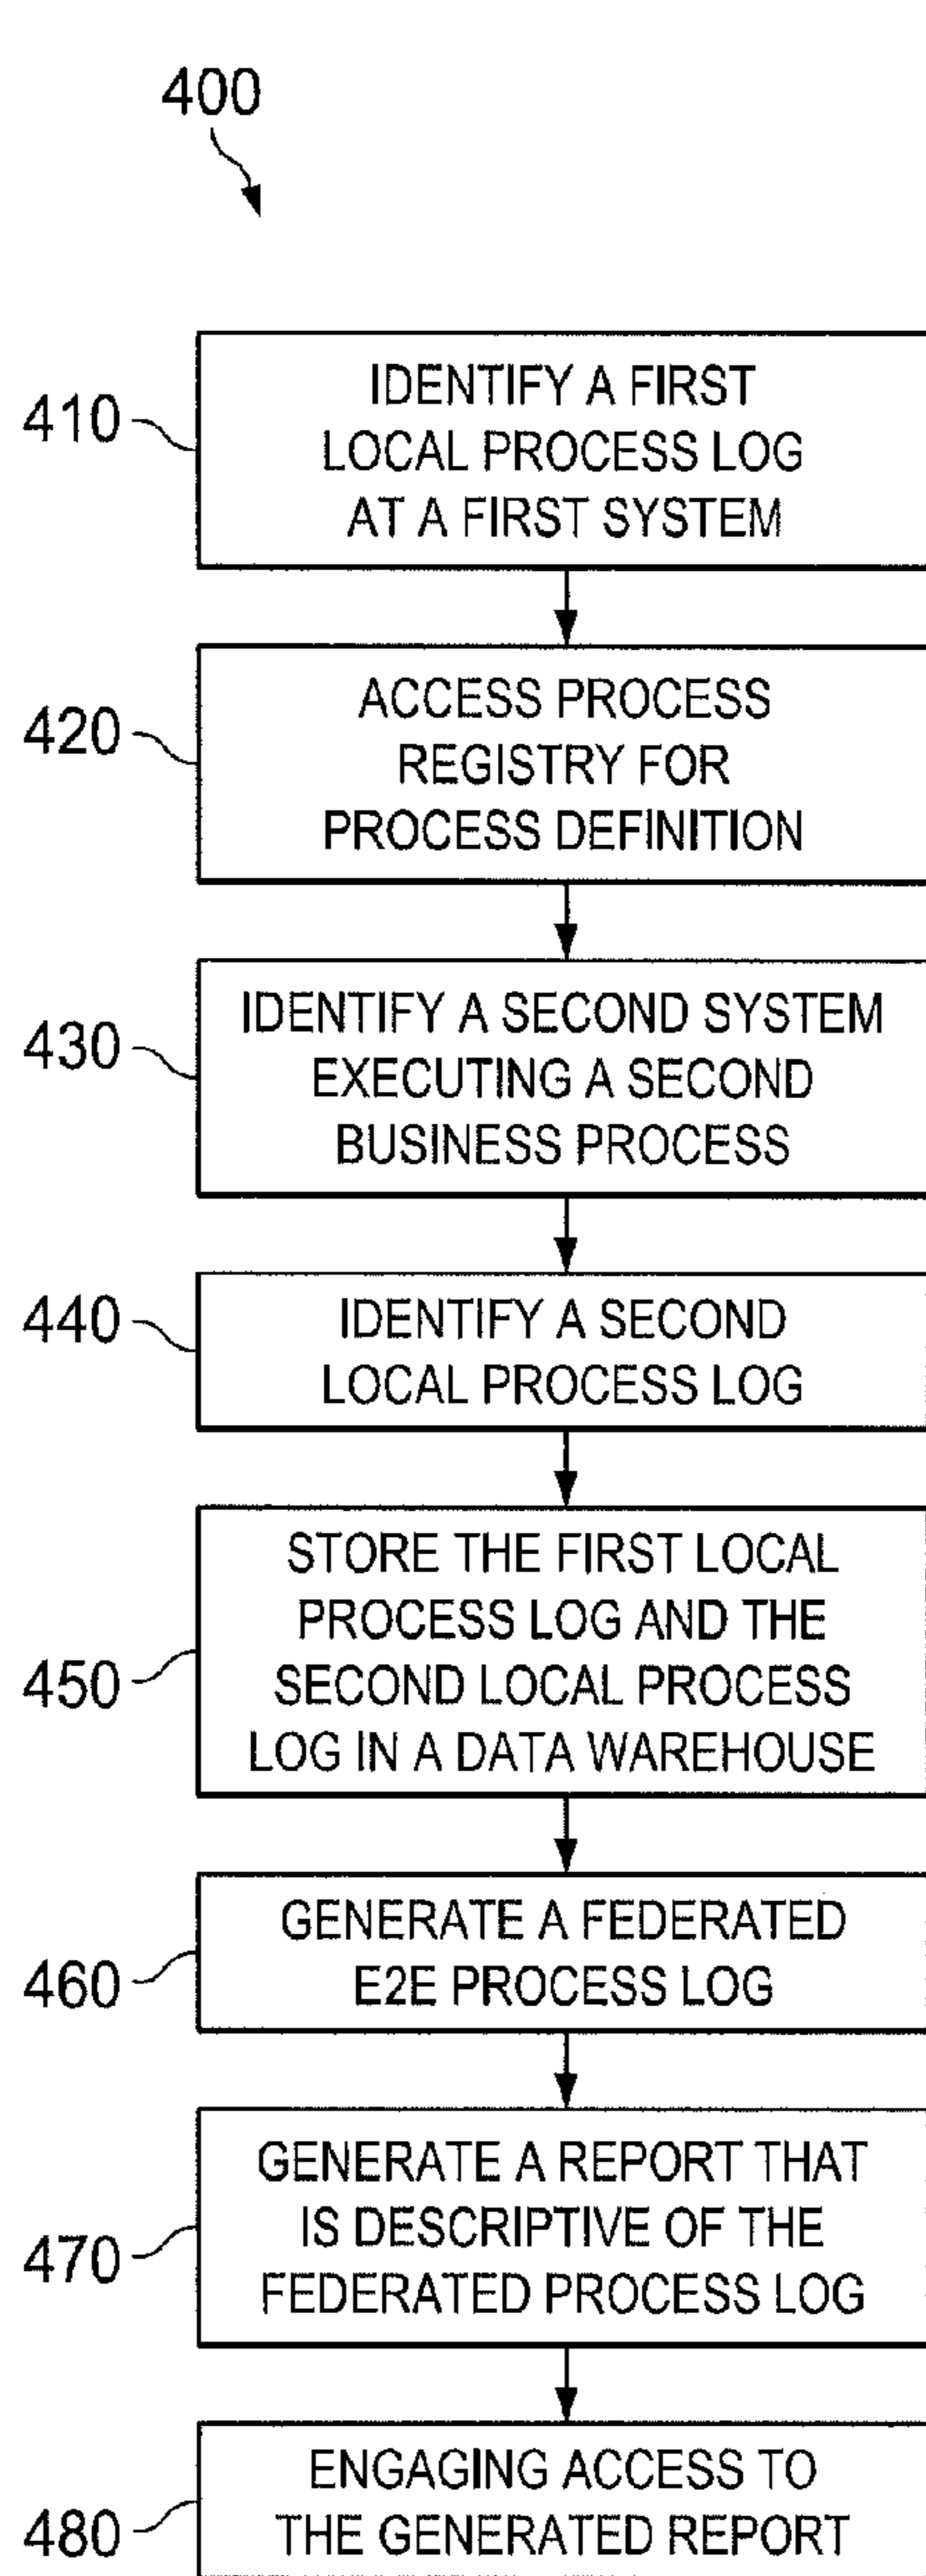 400
410
IDENTIFY A FIRST
LOCAL PROCESS LOG
AT A FIRST SYSTEM
420
ACCESS PROCESS
REGISTRY FOR
PROCESS DEFINITION
430
IDENTIFY A SECOND SYSTEM
EXECUTING A SECOND
BUSINESS PROCESS
440
IDENTIFY A SECOND
LOCAL PROCESS LOG
450
STORE THE FIRST LOCAL
PROCESS LOG AND THE
SECOND LOCAL PROCESS
LOG IN A DATA WAREHOUSE
460
GENERATE A FEDERATED
E2E PROCESS LOG
470
GENERATE A REPORT THAT
IS DESCRIPTIVE OF THE
FEDERATED PROCESS LOG
480
ENGAGING ACCESS TO
THE GENERATED REPORT